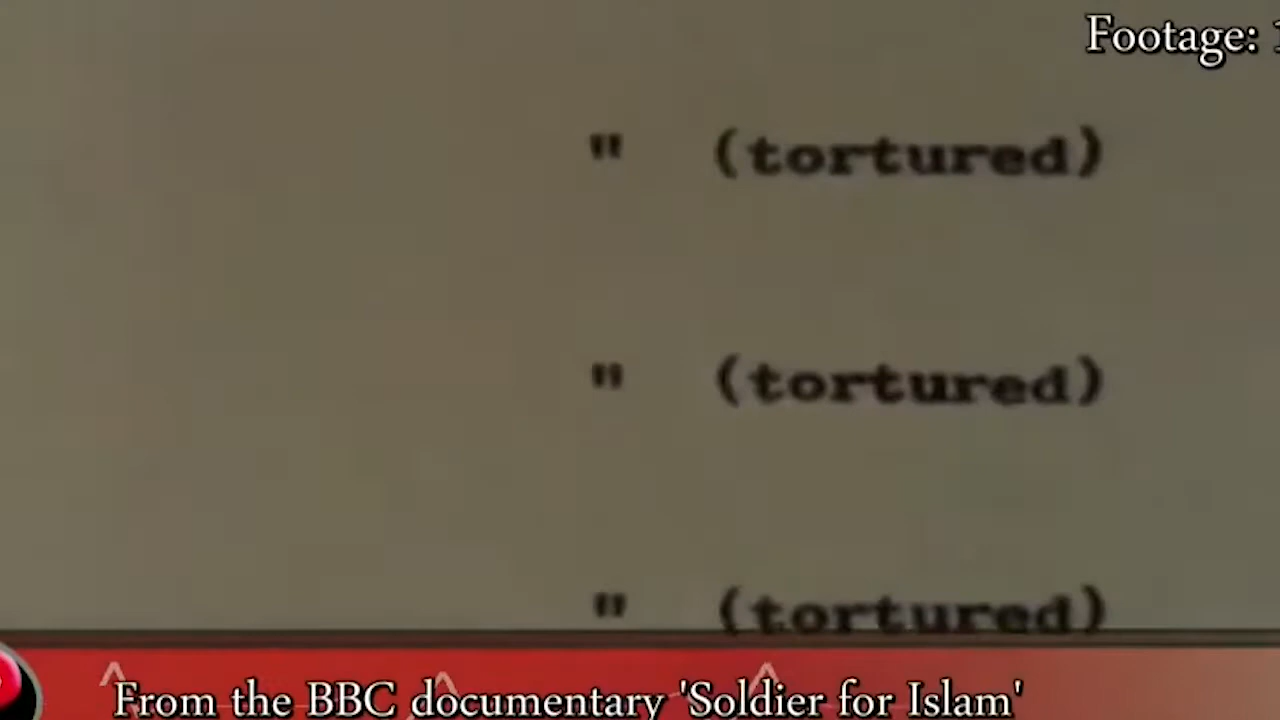 Footage:
" (tortured)
" (tortured)
" (tortured)
From the BBC documentary 'Soldier for Islam'